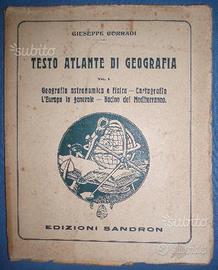 subito
GIUSEPPE CORRADI
TESTO ATLANTE DI GEOGRAFIA
Vol. I
Geografia astronomica e fisica – Cartografia
L'Europa in generale – Bacino del Mediterraneo.
EDIZIONI SANDRON
subito